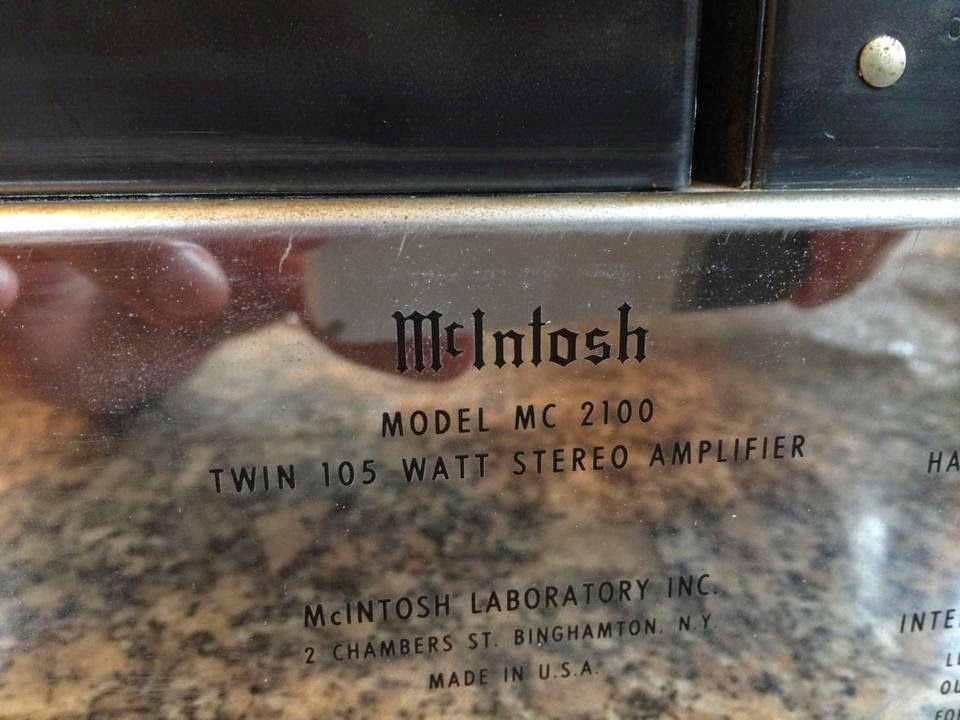 McIntosh
MODEL MC 2100
TWIN 105 WATT STEREO AMPLIFIER
McINTOSH LABORATORY INC.
2 CHAMBERS ST. BINGHAMTON, N.Y.
MADE IN U.S.A.